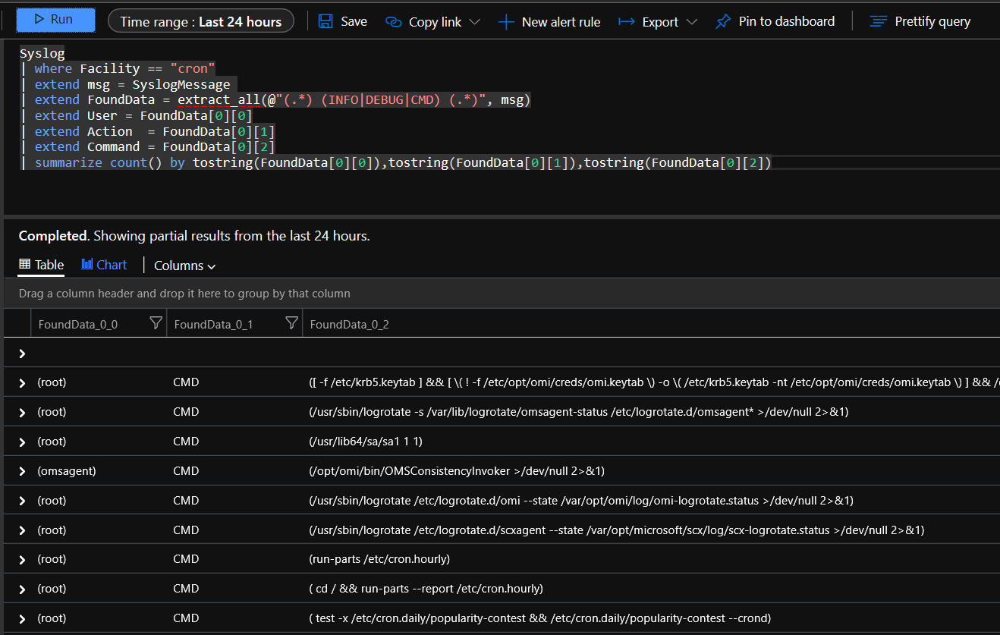 Run
Time range : Last 24 hours
Save
Copy link
New alert rule
Export
Pin to dashboard
Prettify query
Syslog
| where Facility == "cron"
| extend msg = SyslogMessage
| extend FoundData = extract_all(@"(.*) (INFO|DEBUG|CMD) (.*)", msg)
| extend User = FoundData[0][0]
| extend Action  = FoundData[0][1]
| extend Command = FoundData[0][2]
| summarize count() by tostring(FoundData[0][0]),tostring(FoundData[0][1]),tostring(FoundData[0][2])
Completed. Showing partial results from the last 24 hours.
Table
Chart
Columns
Drag a column header and drop it here to group by that column
FoundData_0_0 FoundData_0_1 FoundData_0_2
(root) CMD ([ -f /etc/krb5.keytab ] && [ \( ! -f /etc/opt/omi/creds/omi.keytab \) -o \( /etc/krb5.keytab -nt /etc/opt/omi/creds/omi.keytab \) ] && /
(root) CMD (/usr/sbin/logrotate -s /var/lib/logrotate/omsagent-status /etc/logrotate.d/omsagent* >/dev/null 2>&1)
(root) CMD (/usr/lib64/sa/sa1 1 1)
(omsagent) CMD (/opt/omi/bin/OMSConsistencyInvoker >/dev/null 2>&1)
(root) CMD (/usr/sbin/logrotate /etc/logrotate.d/omi --state /var/opt/omi/log/omi-logrotate.status >/dev/null 2>&1)
(root) CMD (/usr/sbin/logrotate /etc/logrotate.d/scxagent --state /var/opt/microsoft/scx/log/scx-logrotate.status >/dev/null 2>&1)
(root) CMD (run-parts /etc/cron.hourly)
(root) CMD ( cd / && run-parts --report /etc/cron.hourly)
(root) CMD ( test -x /etc/cron.daily/popularity-contest && /etc/cron.daily/popularity-contest --crond)